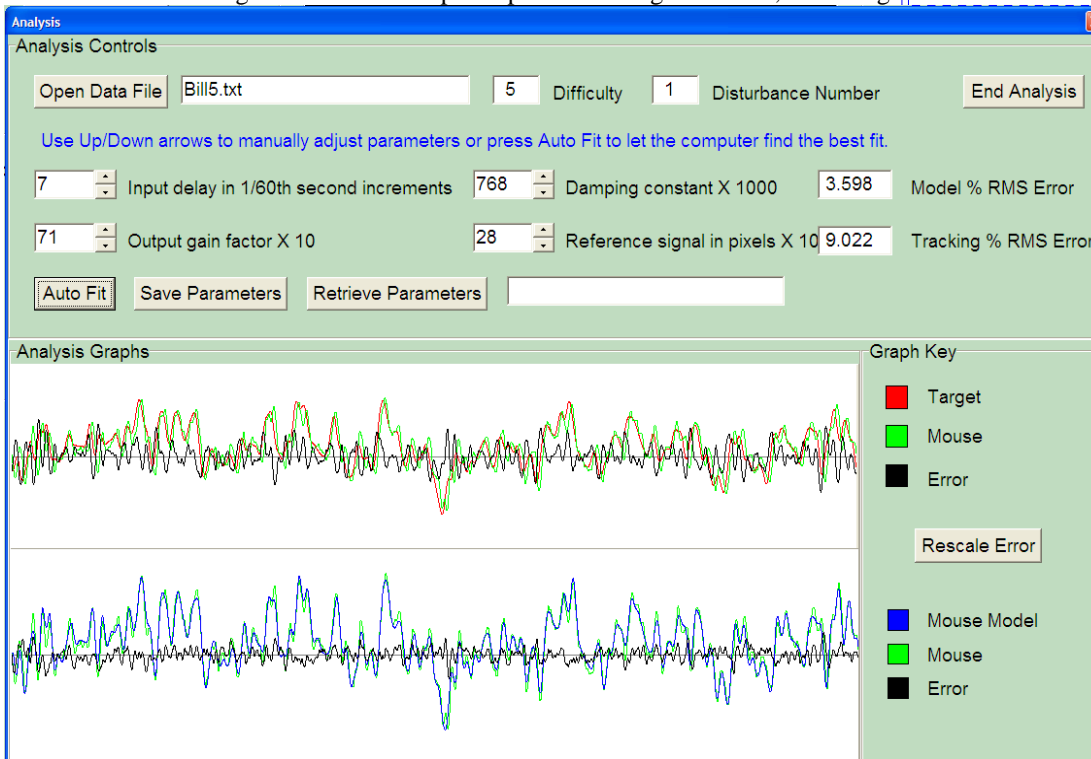 Analysis
Analysis Controls
Open Data File Bill5.txt 5 Difficulty 1 Disturbance Number End Analysis
Use Up/Down arrows to manually adjust parameters or press Auto Fit to let the computer find the best fit.
7 Input delay in 1/60th second increments 768 Damping constant X 1000 3.598 Model % RMS Error
71 Output gain factor X 10 28 Reference signal in pixels X 10 9.022 Tracking % RMS Error
Auto Fit Save Parameters Retrieve Parameters
Analysis Graphs
Graph Key
Target
Mouse
Error
Rescale Error
Mouse Model
Mouse
Error